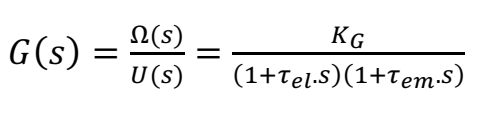 G(s) = Ω(s)/U(s) = K_G/((1+τ_el.s)(1+τ_em.s))